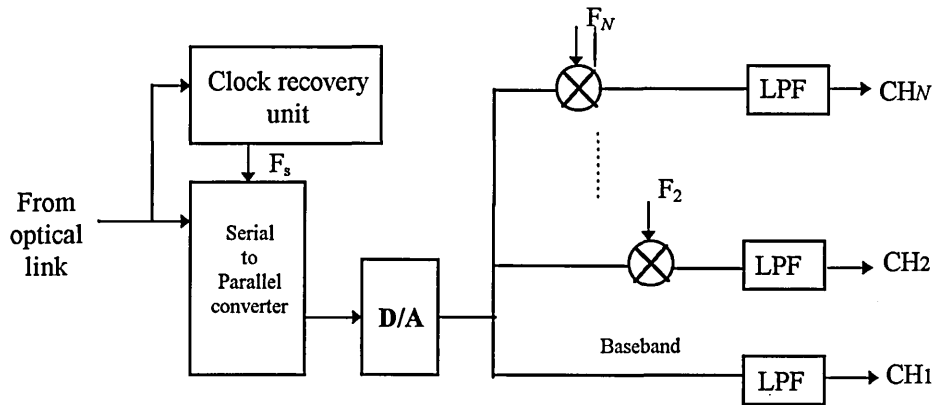 F_N
Clock recovery
unit
LPF
CHN
F_s
From
optical
link
Serial
to
Parallel
converter
F_2
D/A
LPF
CH2
Baseband
LPF
CH1